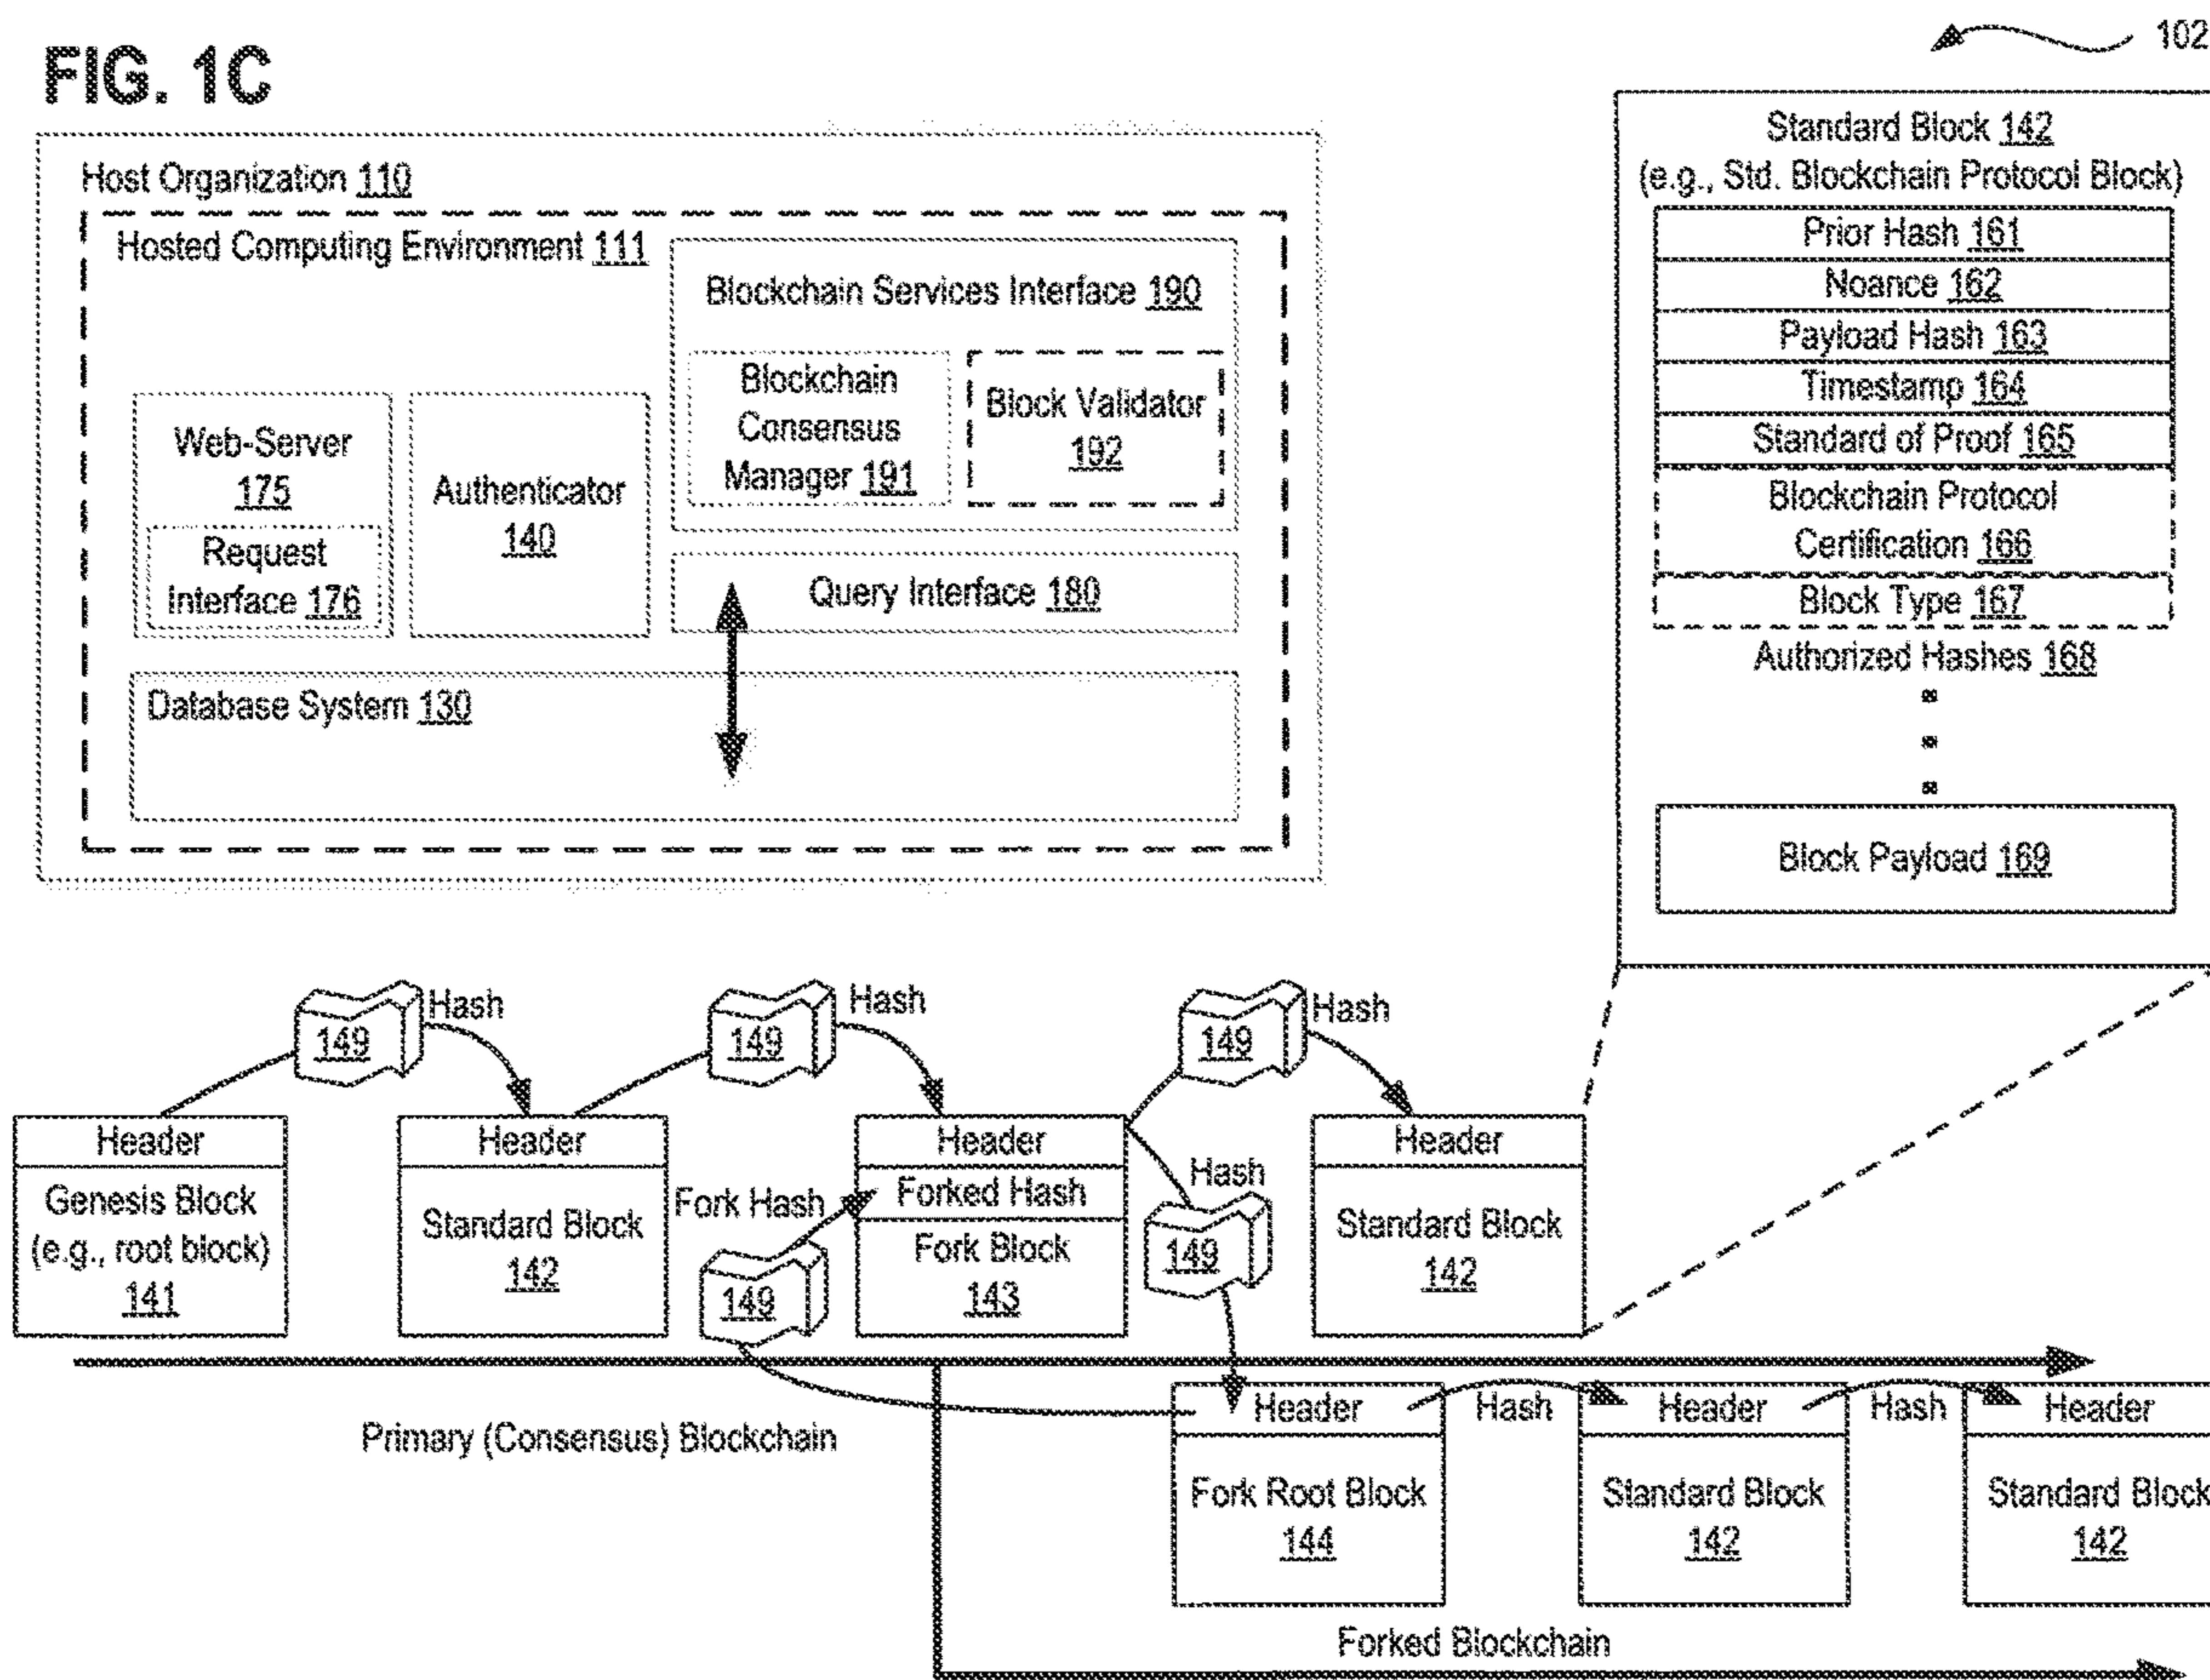 FIG. 1C
102
Host Organization 110
Hosted Computing Environment 111
Blockchain Services Interface 190
Blockchain
Consensus
Manager 191
Block Validator
192
Web-Server
175
Request
Interface 176
Authenticator
140
Query Interface 180
Database System 130
Standard Block 142
(e.g., Std. Blockchain Protocol Block)
Prior Hash 161
Noance 162
Payload Hash 163
Timestamp 164
Standard of Proof 165
Blockchain Protocol
Certification 166
Block Type 167
Authorized Hashes 168
Block Payload 169
149
Hash
149
Hash
149
Hash
Header
Genesis Block
(e.g., root block)
141
Header
Standard Block
142
Fork Hash
149
Header
Forked Hash
Fork Block
143
Hash
149
Header
Standard Block
142
Primary (Consensus) Blockchain
Header
Fork Root Block
144
Hash
Header
Standard Block
142
Hash
Header
Standard Block
142
Forked Blockchain